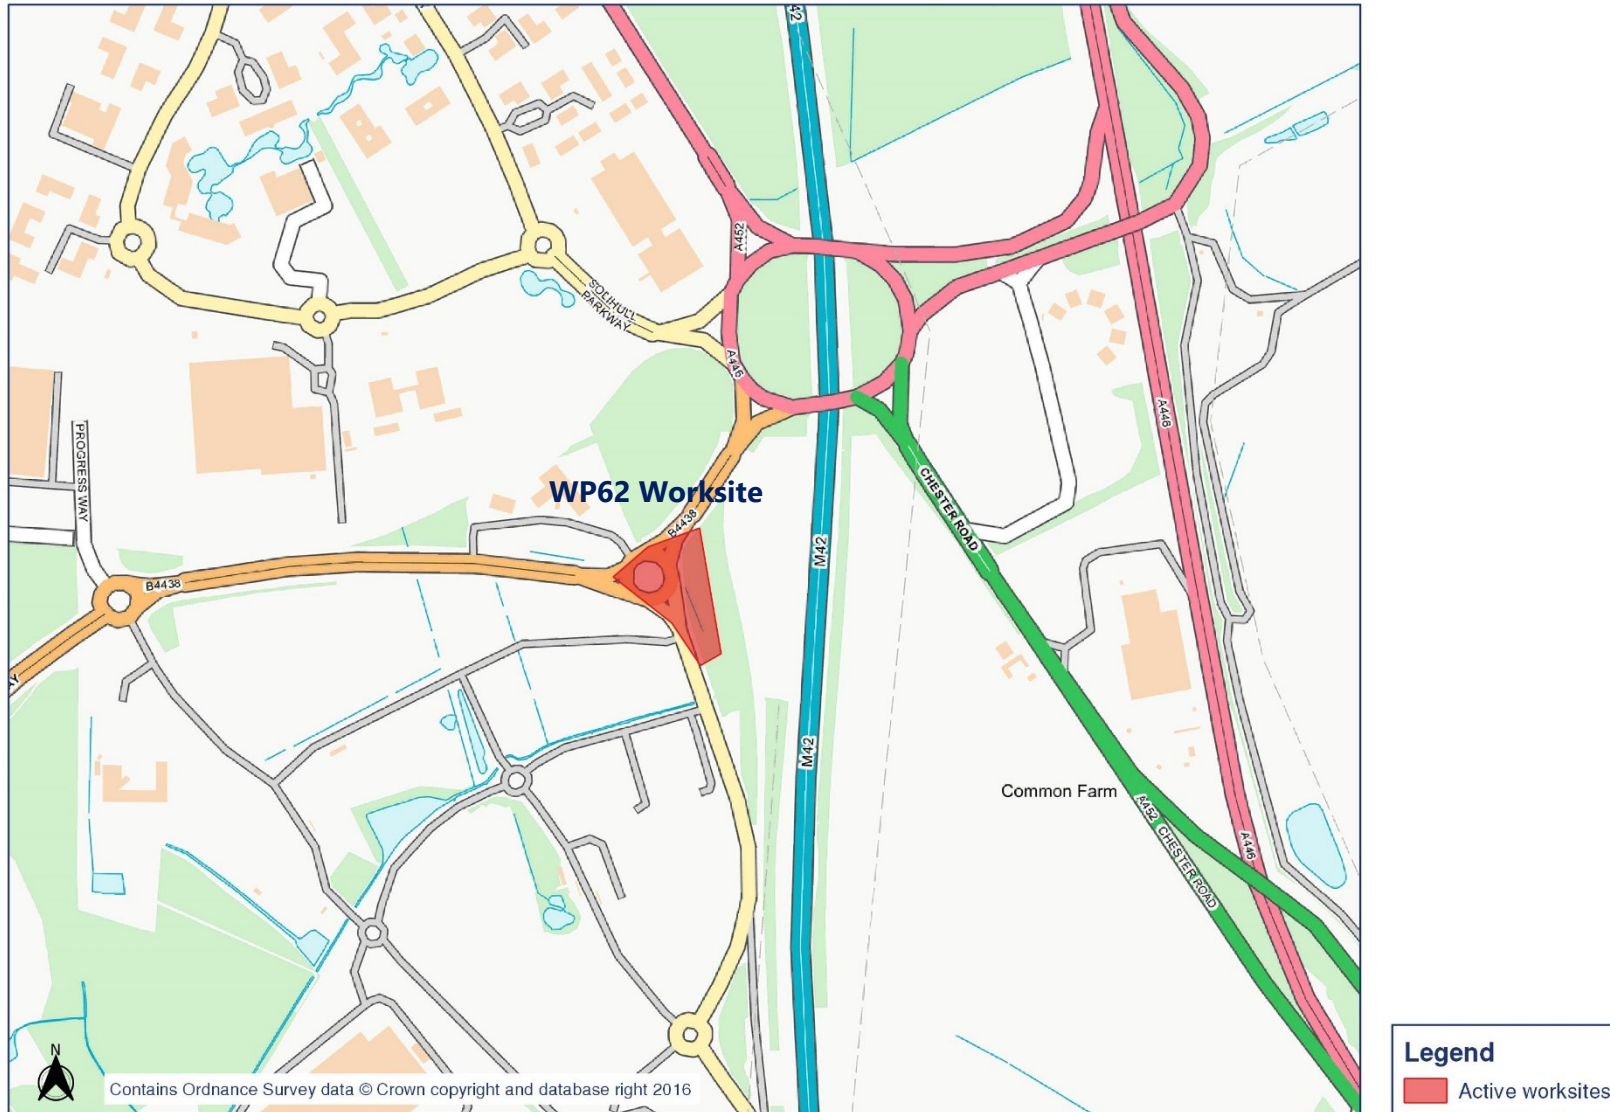 42
A452
SOLIHULL
PARKWAY
A446
PROGRESS WAY
A446
CHESTER ROAD
WP62 Worksite
B4438
M42
B4438
M42
Common Farm
A452 CHESTER ROAD
A446
N
Contains Ordnance Survey data © Crown copyright and database right 2016
Legend
Active worksites